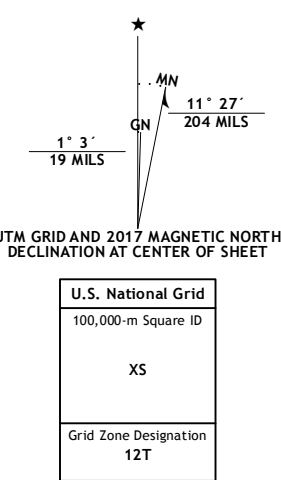 ★
MN
GN
11° 27´
204 MILS
1° 3´
19 MILS
UTM GRID AND 2017 MAGNETIC NORTH
DECLINATION AT CENTER OF SHEET
U.S. National Grid
100,000-m Square ID
XS
Grid Zone Designation
12T